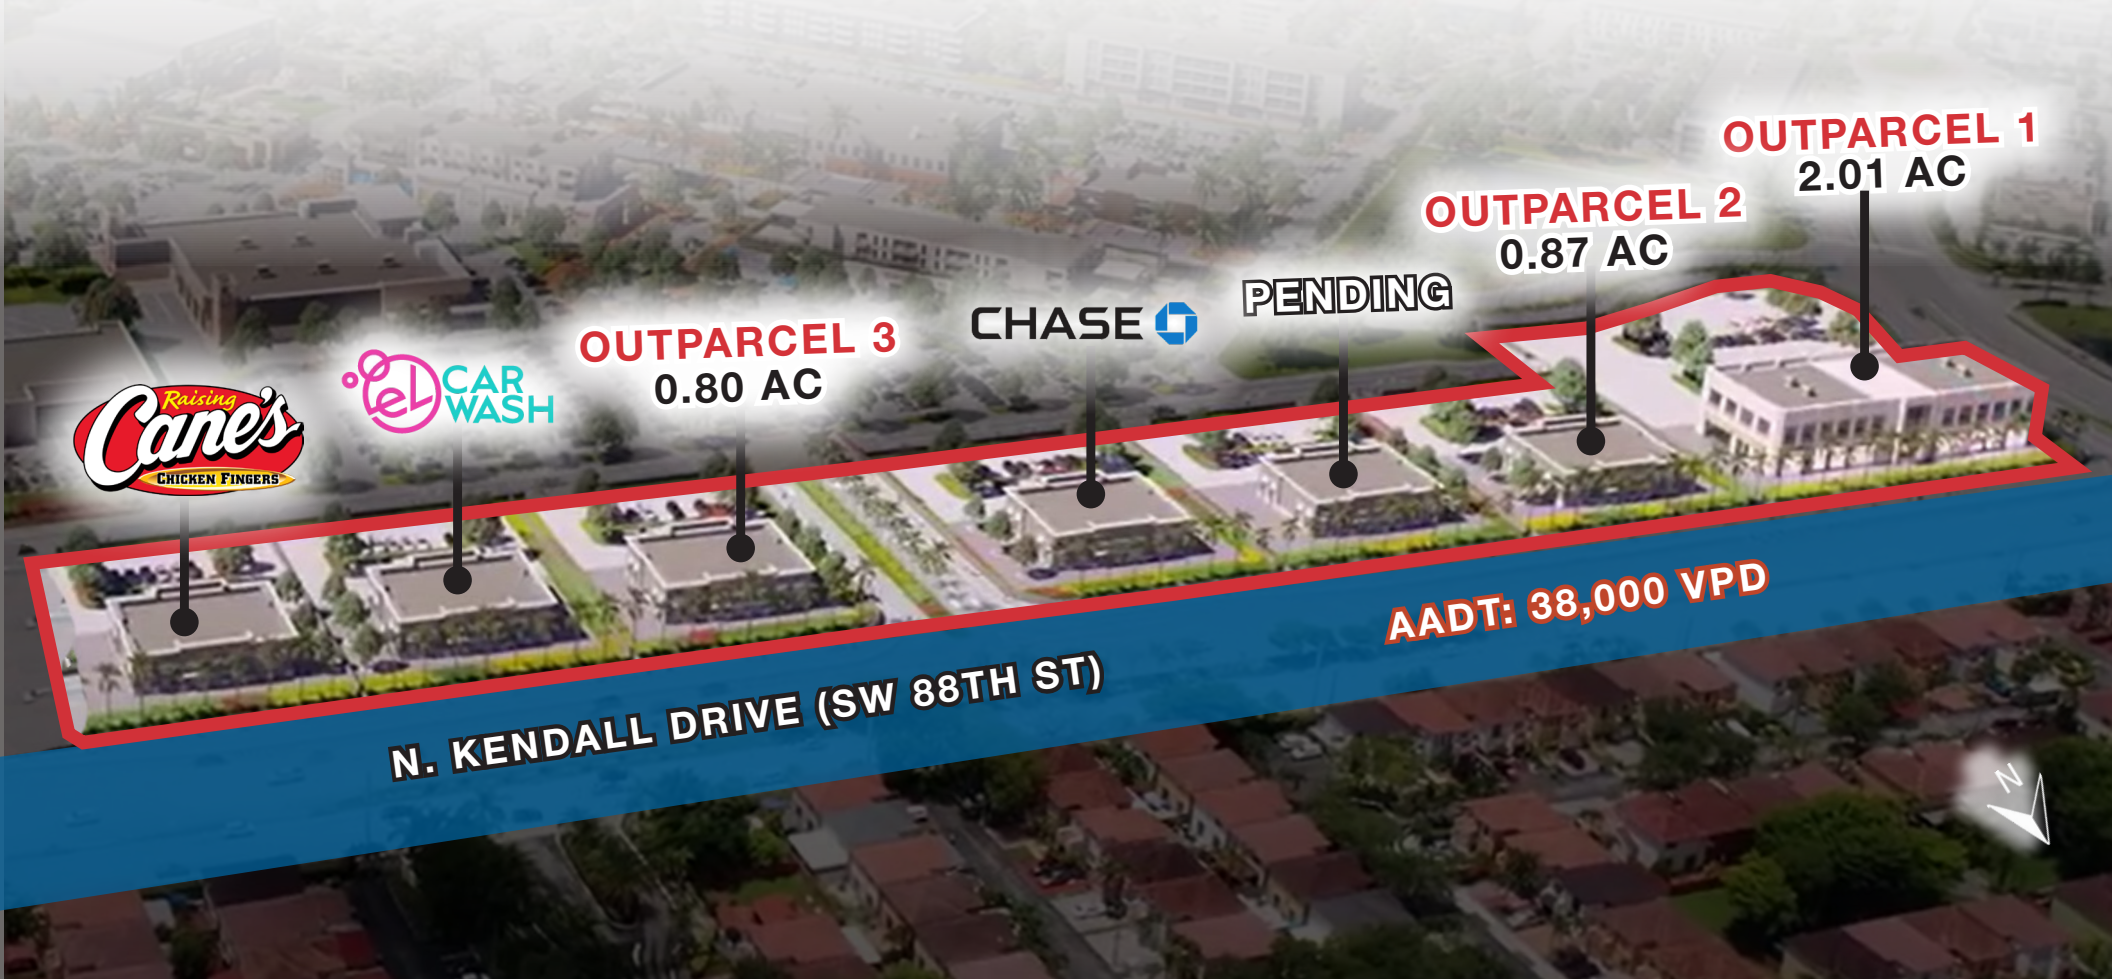 OUTPARCEL 1
2.01 AC
OUTPARCEL 2
0.87 AC
PENDING
CHASE
OUTPARCEL 3
0.80 AC
eL CAR
WASH
Raising
Cane's
CHICKEN FINGERS
AADT: 38,000 VPD
N. KENDALL DRIVE (SW 88TH ST)
N